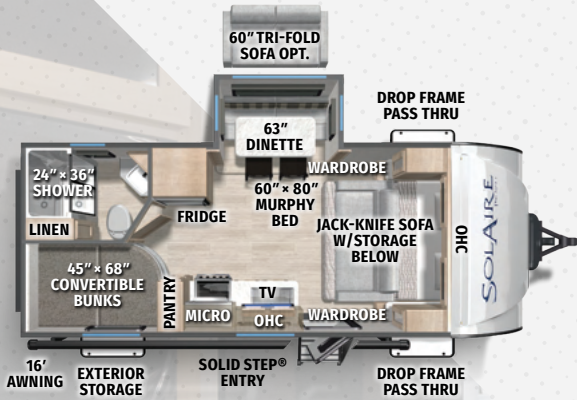 60" TRI-FOLD
SOFA OPT.
DROP FRAME
PASS THRU
63"
DINETTE
24" × 36"
SHOWER
WARDROBE
60" × 80"
MURPHY
BED
FRIDGE
LINEN
JACK-KNIFE SOFA
W/STORAGE
BELOW
OHC
SOLAIRE
45" × 68"
CONVERTIBLE
BUNKS
PANTRY
TV
MICRO
OHC
WARDROBE
16'
AWNING
EXTERIOR
STORAGE
SOLID STEP®
ENTRY
DROP FRAME
PASS THRU